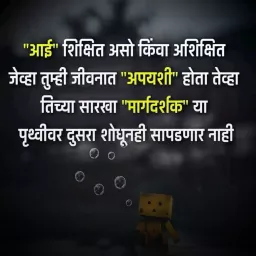 "आई" शिक्षित असो किंवा अशिक्षित
जेव्हा तुम्ही जीवनात "अपयशी" होता तेव्हा
तिच्या सारखा "मार्गदर्शक" या
पृथ्वीवर दुसरा शोधूनही सापडणार नाही